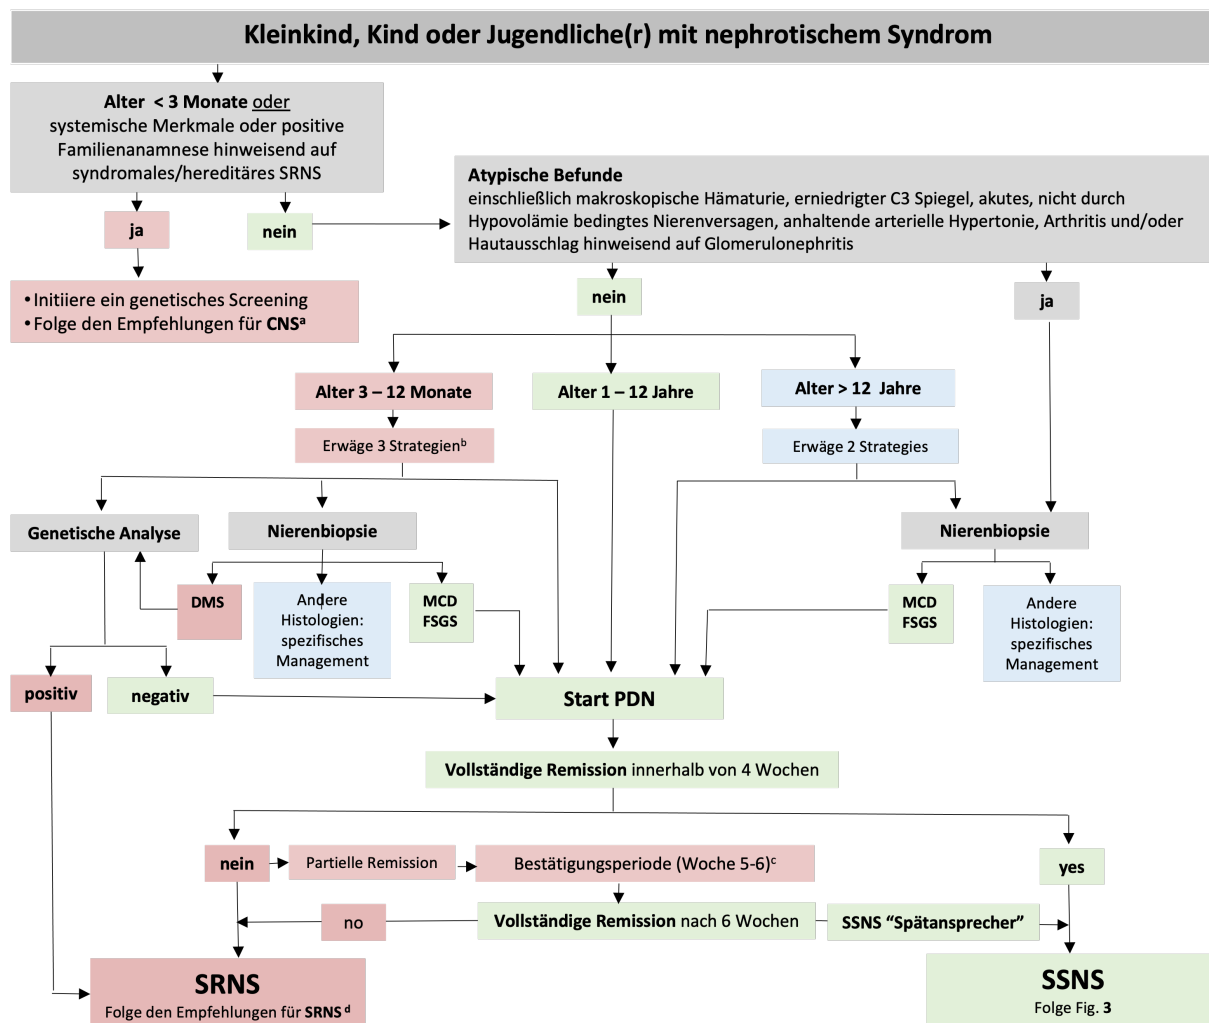 Kleinkind, Kind oder Jugendliche(r) mit nephrotischem Syndrom
Alter < 3 Monate oder
systemische Merkmale oder positive
Familienanamnese hinweisend auf
syndromales/hereditäres SRNS
Atypische Befunde
einschließlich makroskopische Hämaturie, erniedrigter C3 Spiegel, akutes, nicht durch
Hypovolämie bedingtes Nierenversagen, anhaltende arterielle Hypertonie, Arthritis und/oder
Hautausschlag hinweisend auf Glomerulonephritis
ja
nein
• Initiiere ein genetisches Screening
• Folge den Empfehlungen für CNSᵃ
nein
ja
Alter 3 – 12 Monate
Alter 1 – 12 Jahre
Alter > 12 Jahre
Erwäge 3 Strategienᵇ
Erwäge 2 Strategies
Genetische Analyse
Nierenbiopsie
Nierenbiopsie
DMS
Andere
Histologien:
spezifisches
Management
MCD
FSGS
MCD
FSGS
Andere
Histologien:
spezifisches
Management
positiv
negativ
Start PDN
Vollständige Remission innerhalb von 4 Wochen
nein
Partielle Remission
Bestätigungsperiode (Woche 5-6)ᶜ
yes
no
Vollständige Remission nach 6 Wochen
SSNS “Spätansprecher”
SRNS
Folge den Empfehlungen für SRNS ᵈ
SSNS
Folge Fig. 3